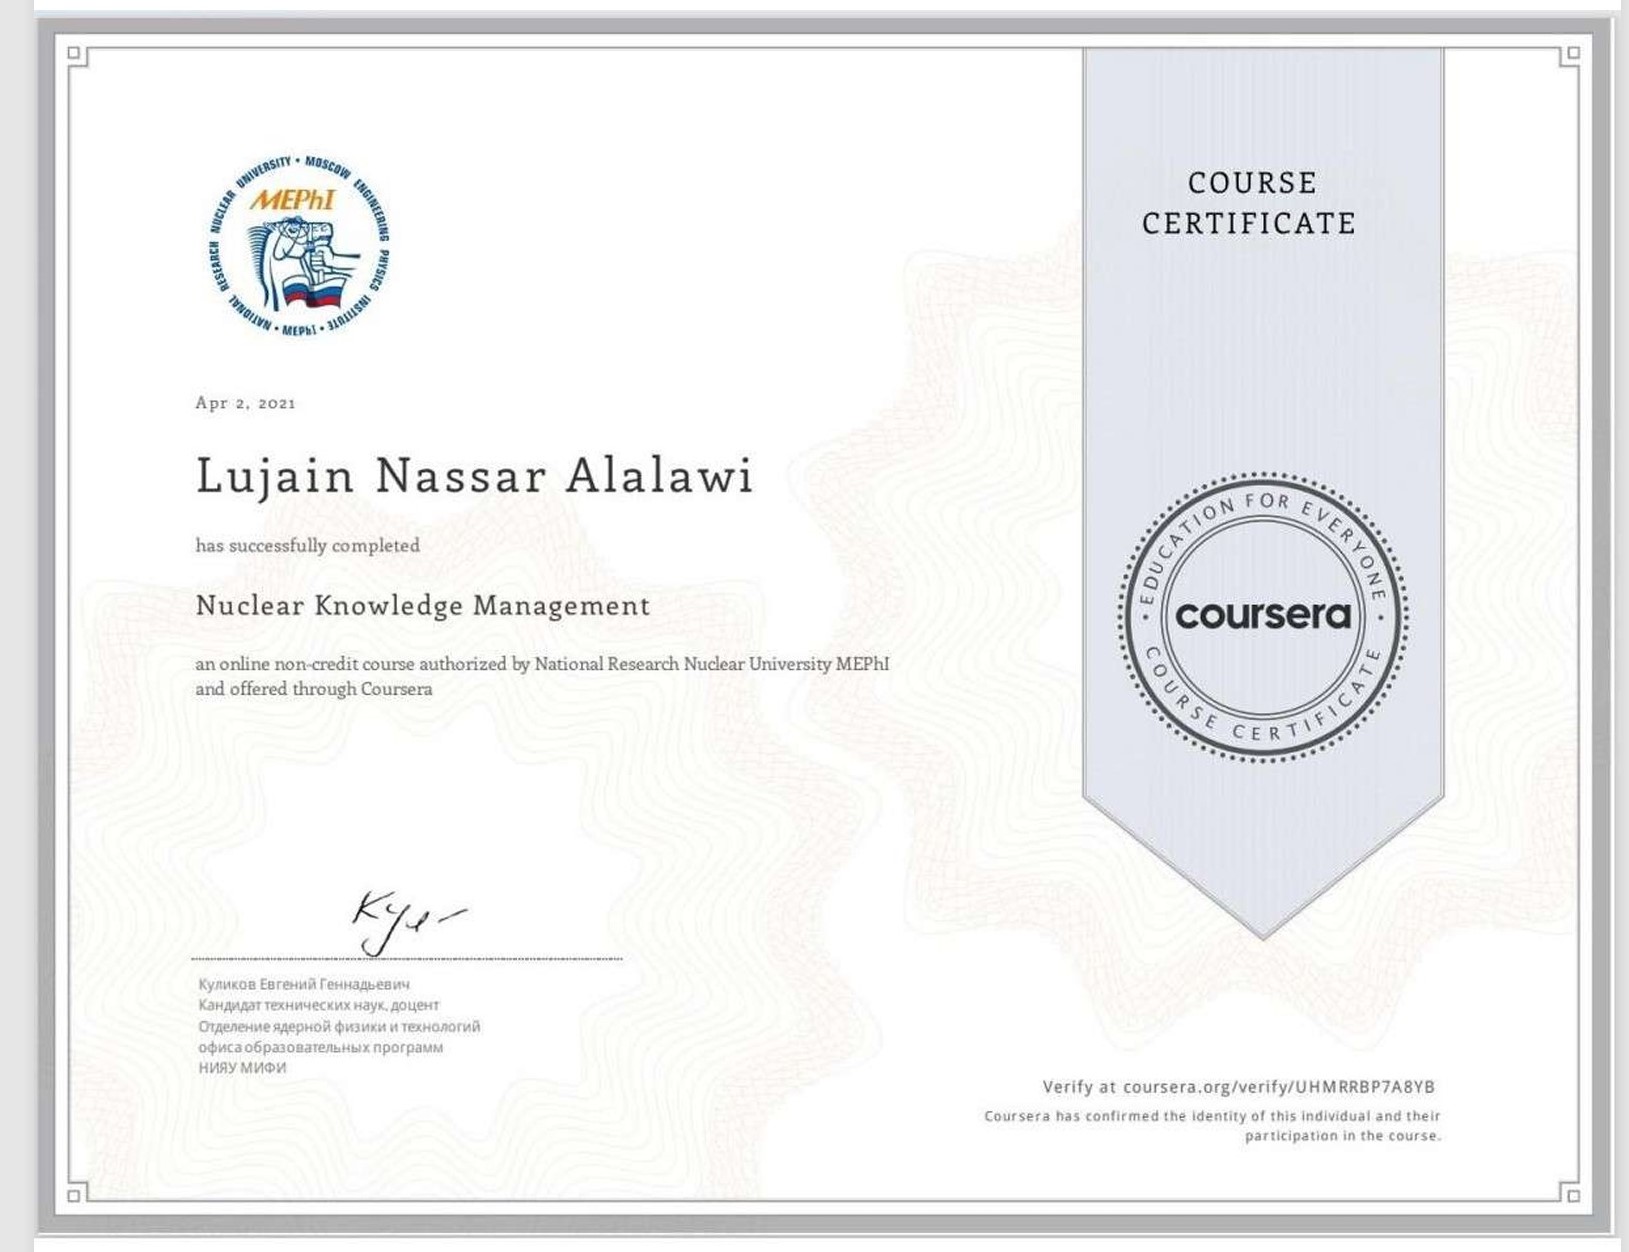 NATIONAL RESEARCH NUCLEAR UNIVERSITY • MOSCOW ENGINEERING PHYSICS INSTITUTE • MEPhI •
MEPhI
COURSE
CERTIFICATE
Apr 2, 2021
Lujain Nassar Alalawi
has successfully completed
Nuclear Knowledge Management
an online non-credit course authorized by National Research Nuclear University MEPhI
and offered through Coursera
EDUCATION FOR EVERYONE
coursera
COURSE CERTIFICATE
Куликов Евгений Геннадьевич
Кандидат технических наук, доцент
Отделение ядерной физики и технологий
офиса образовательных программ
НИЯУ МИФИ
Verify at coursera.org/verify/UHMRRBP7A8YB
Coursera has confirmed the identity of this individual and their
participation in the course.